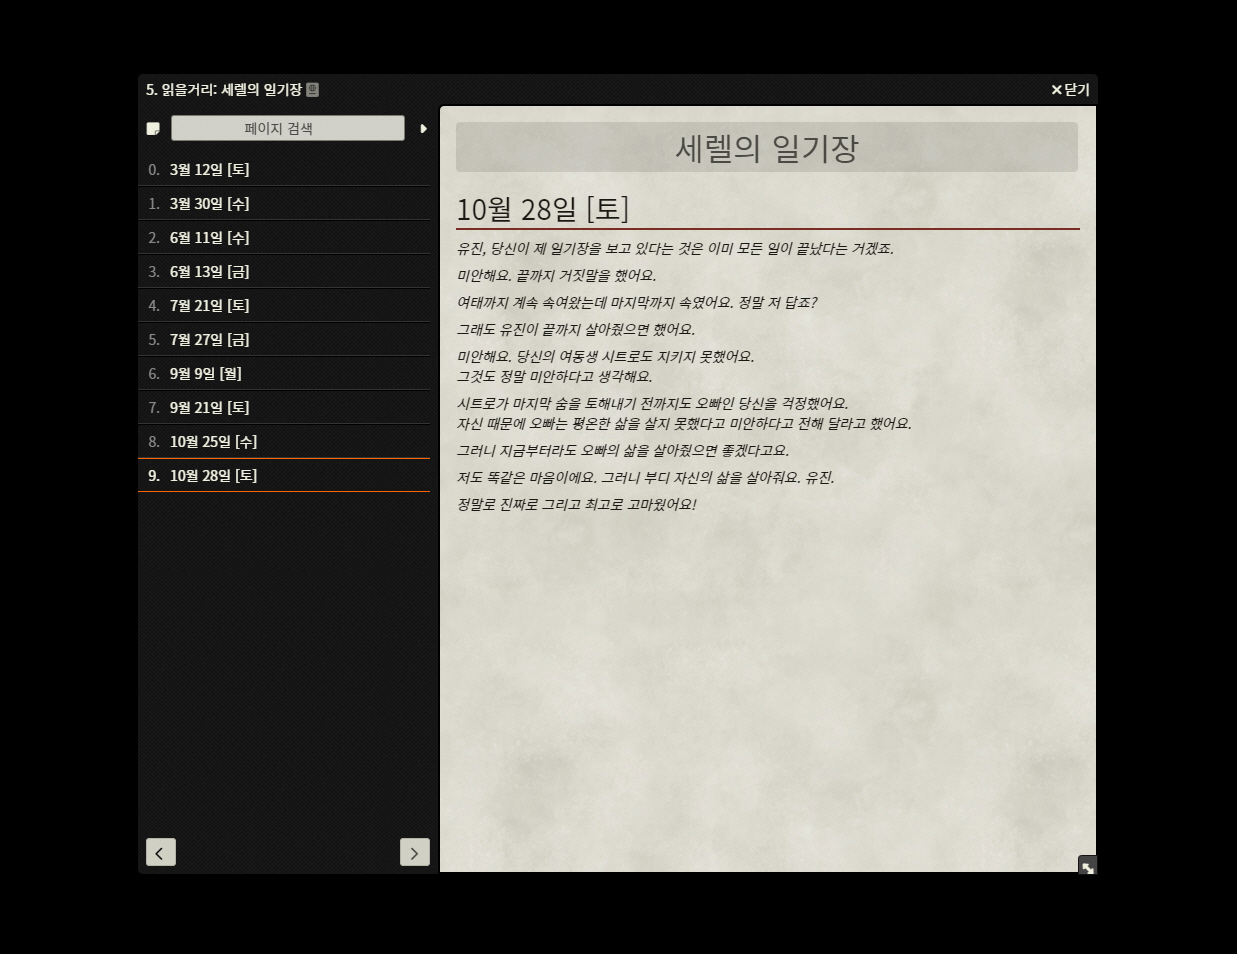 5. 읽을거리: 세렐의 일기장
닫기
페이지 검색
0. 3월 12일 [토]
1. 3월 30일 [수]
2. 6월 11일 [수]
3. 6월 13일 [금]
4. 7월 21일 [토]
5. 7월 27일 [금]
6. 9월 9일 [월]
7. 9월 21일 [토]
8. 10월 25일 [수]
9. 10월 28일 [토]
세렐의 일기장
10월 28일 [토]
유진, 당신이 제 일기장을 보고 있다는 것은 이미 모든 일이 끝났다는 거겠죠.
미안해요. 끝까지 거짓말을 했어요.
여태까지 계속 속여왔는데 마지막까지 속였어요. 정말 저 답죠?
그래도 유진이 끝까지 살아줬으면 했어요.
미안해요. 당신의 여동생 시트로도 지키지 못했어요.
그것도 정말 미안하다고 생각해요.
시트로가 마지막 숨을 토해내기 전까지도 오빠인 당신을 걱정했어요.
자신 때문에 오빠는 평온한 삶을 살지 못했다고 미안하다고 전해 달라고 했어요.
그러니 지금부터라도 오빠의 삶을 살아줬으면 좋겠다고요.
저도 똑같은 마음이에요. 그러니 부디 자신의 삶을 살아줘요. 유진.
정말로 진짜로 그리고 최고로 고마웠어요!